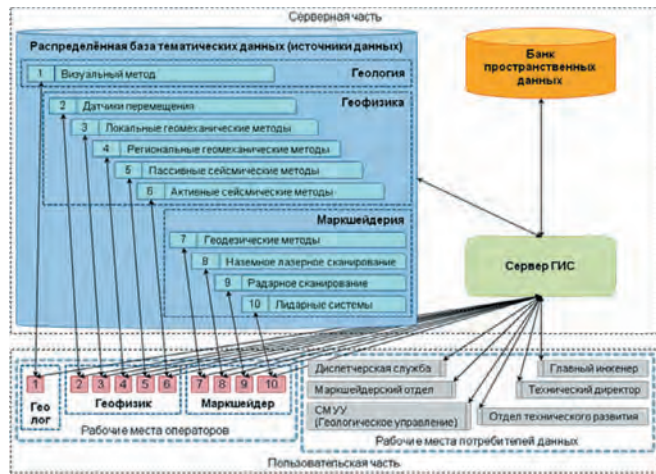 Серверная часть
Распределённая база тематических данных (источники данных)
1 Визуальный метод
Геология
Геофизика
2 Датчики перемещения
3 Локальные геомеханические методы
4 Региональные геомеханические методы
5 Пассивные сейсмические методы
6 Активные сейсмические методы
Маркшейдерия
7 Геодезические методы
8 Наземное лазерное сканирование
9 Радарное сканирование
10 Лидарные системы
Банк
пространственных
данных
Сервер ГИС
1
Гео
лог
2 3 4 5 6
Геофизик
7 8 9 10
Маркшейдер
Рабочие места операторов
Диспетчерская служба
Маркшейдерский отдел
СМУУ
(Геологическое управление)
Главный инженер
Технический директор
Отдел технического развития
Рабочие места потребителей данных
Пользовательская часть